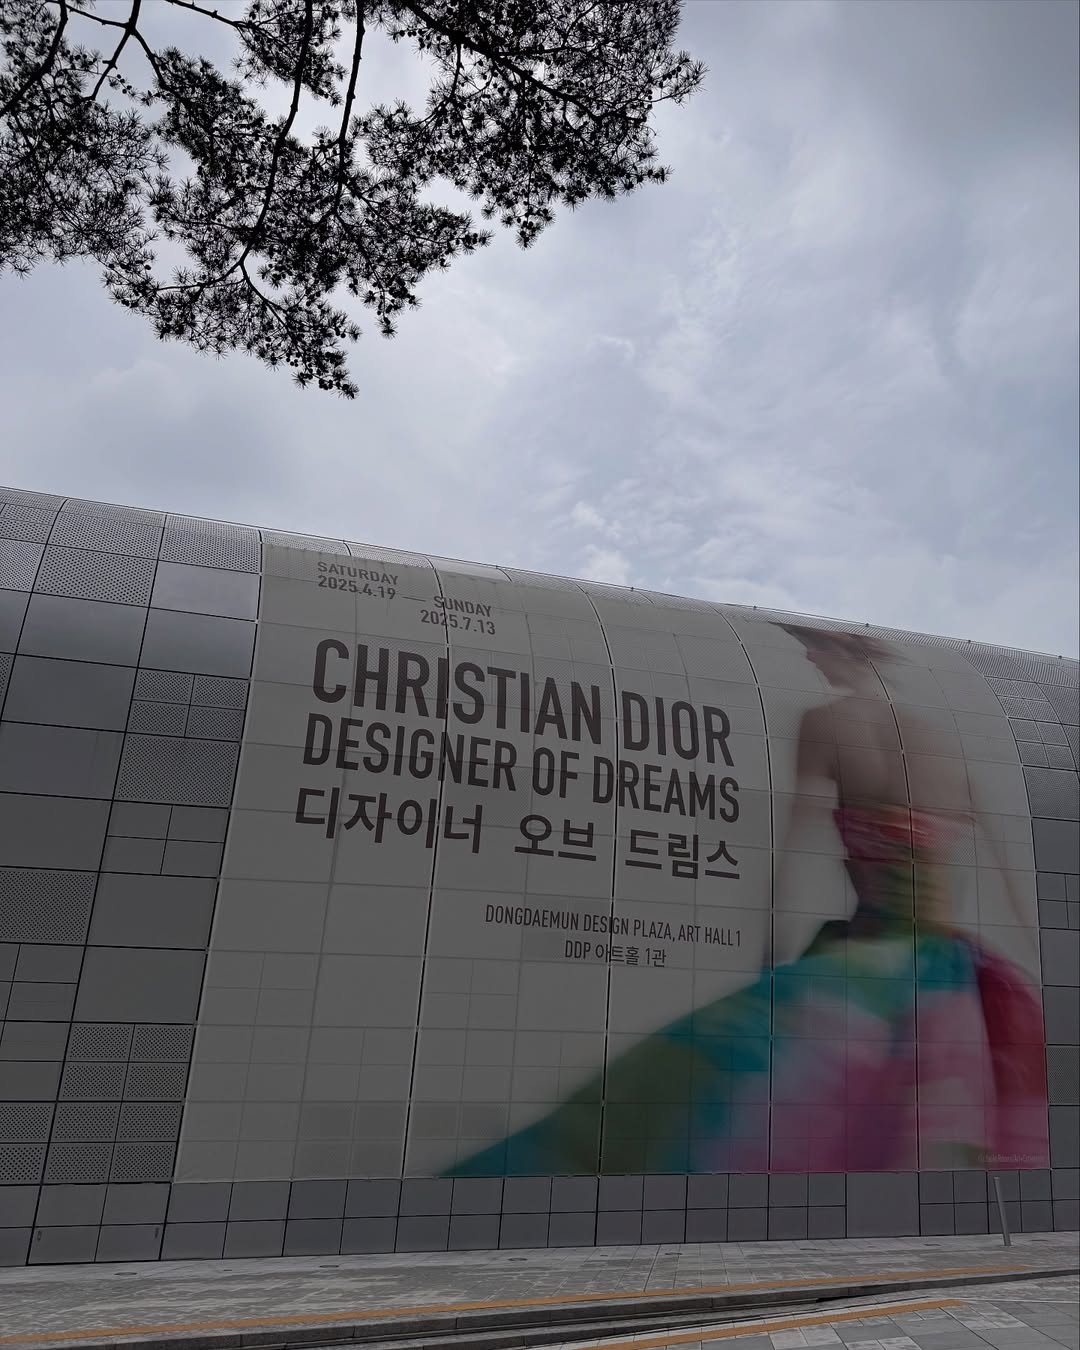 SATURDAY
2025.4.19 — SUNDAY
2025.7.13
CHRISTIAN DIOR
DESIGNER OF DREAMS
디자이너 오브 드림스
DONGDAEMUN DESIGN PLAZA, ART HALL 1
DDP 아트홀 1관